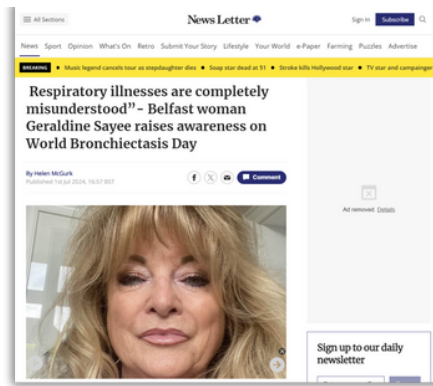 All Sections
News Letter
Sign In
Subscribe
News Sport Opinion What's On Retro Submit Your Story Lifestyle Your World e-Paper Farming Puzzles Advertise
BREAKING • Music legend cancels tour as stepdaughter dies • Soap star dead at 51 • Stroke kills Hollywood star • TV star and campainger
Respiratory illnesses are completely
misunderstood” - Belfast woman
Geraldine Sayee raises awareness on
World Bronchiectasis Day
By Helen McGurk
Published 1st Jul 2024, 16:57 BST
Comment
Ad removed. Details
Sign up to our daily
newsletter